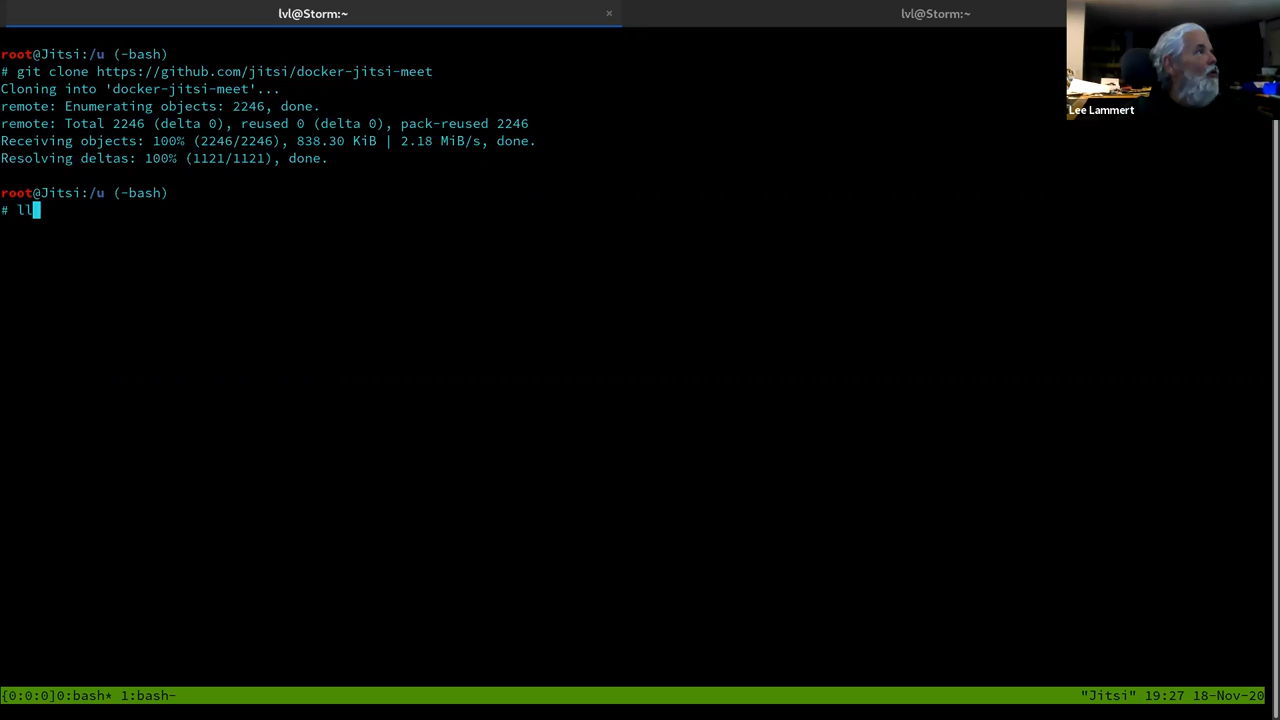 lvl@Storm:~ × lvl@Storm:~
root@Jitsi:/u (-bash)
# git clone https://github.com/jitsi/docker-jitsi-meet
Cloning into 'docker-jitsi-meet'...
remote: Enumerating objects: 2246, done.
remote: Total 2246 (delta 0), reused 0 (delta 0), pack-reused 2246
Receiving objects: 100% (2246/2246), 838.30 KiB | 2.18 MiB/s, done.
Resolving deltas: 100% (1121/1121), done.
root@Jitsi:/u (-bash)
# ll
Lee Lammert
{0:0:0]0:bash* 1:bash- "Jitsi" 19:27 18-Nov-20